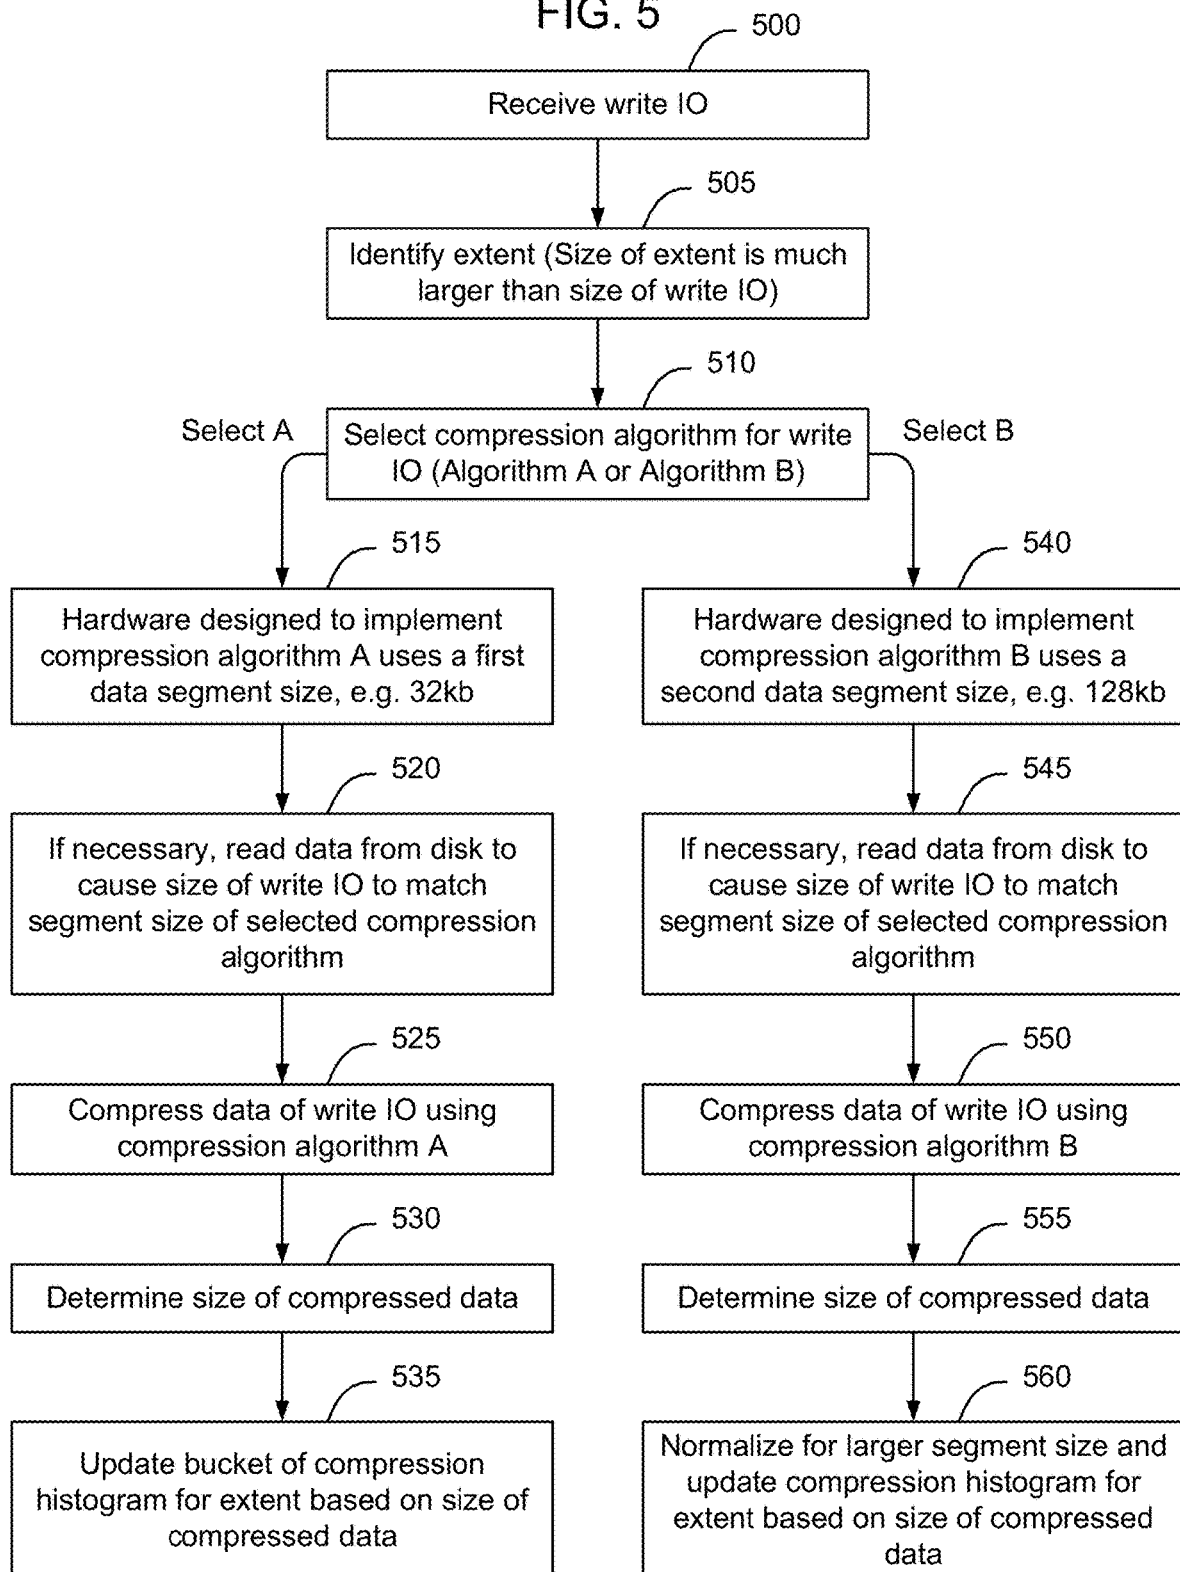 FIG. 5
500
Receive write IO
505
Identify extent (Size of extent is much
larger than size of write IO)
510
Select A
Select compression algorithm for write
IO (Algorithm A or Algorithm B)
Select B
515
Hardware designed to implement
compression algorithm A uses a first
data segment size, e.g. 32kb
520
If necessary, read data from disk to
cause size of write IO to match
segment size of selected compression
algorithm
525
Compress data of write IO using
compression algorithm A
530
Determine size of compressed data
535
Update bucket of compression
histogram for extent based on size of
compressed data
540
Hardware designed to implement
compression algorithm B uses a
second data segment size, e.g. 128kb
545
If necessary, read data from disk to
cause size of write IO to match
segment size of selected compression
algorithm
550
Compress data of write IO using
compression algorithm B
555
Determine size of compressed data
560
Normalize for larger segment size and
update compression histogram for
extent based on size of compressed
data